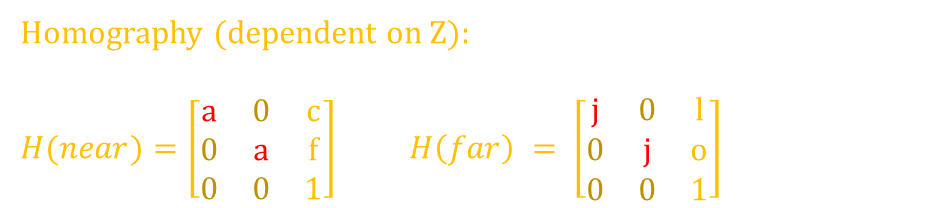 Homography (dependent on Z):
a 0 c j 0 l
H(near) = 0 a f H(far) = 0 j o
0 0 1 0 0 1